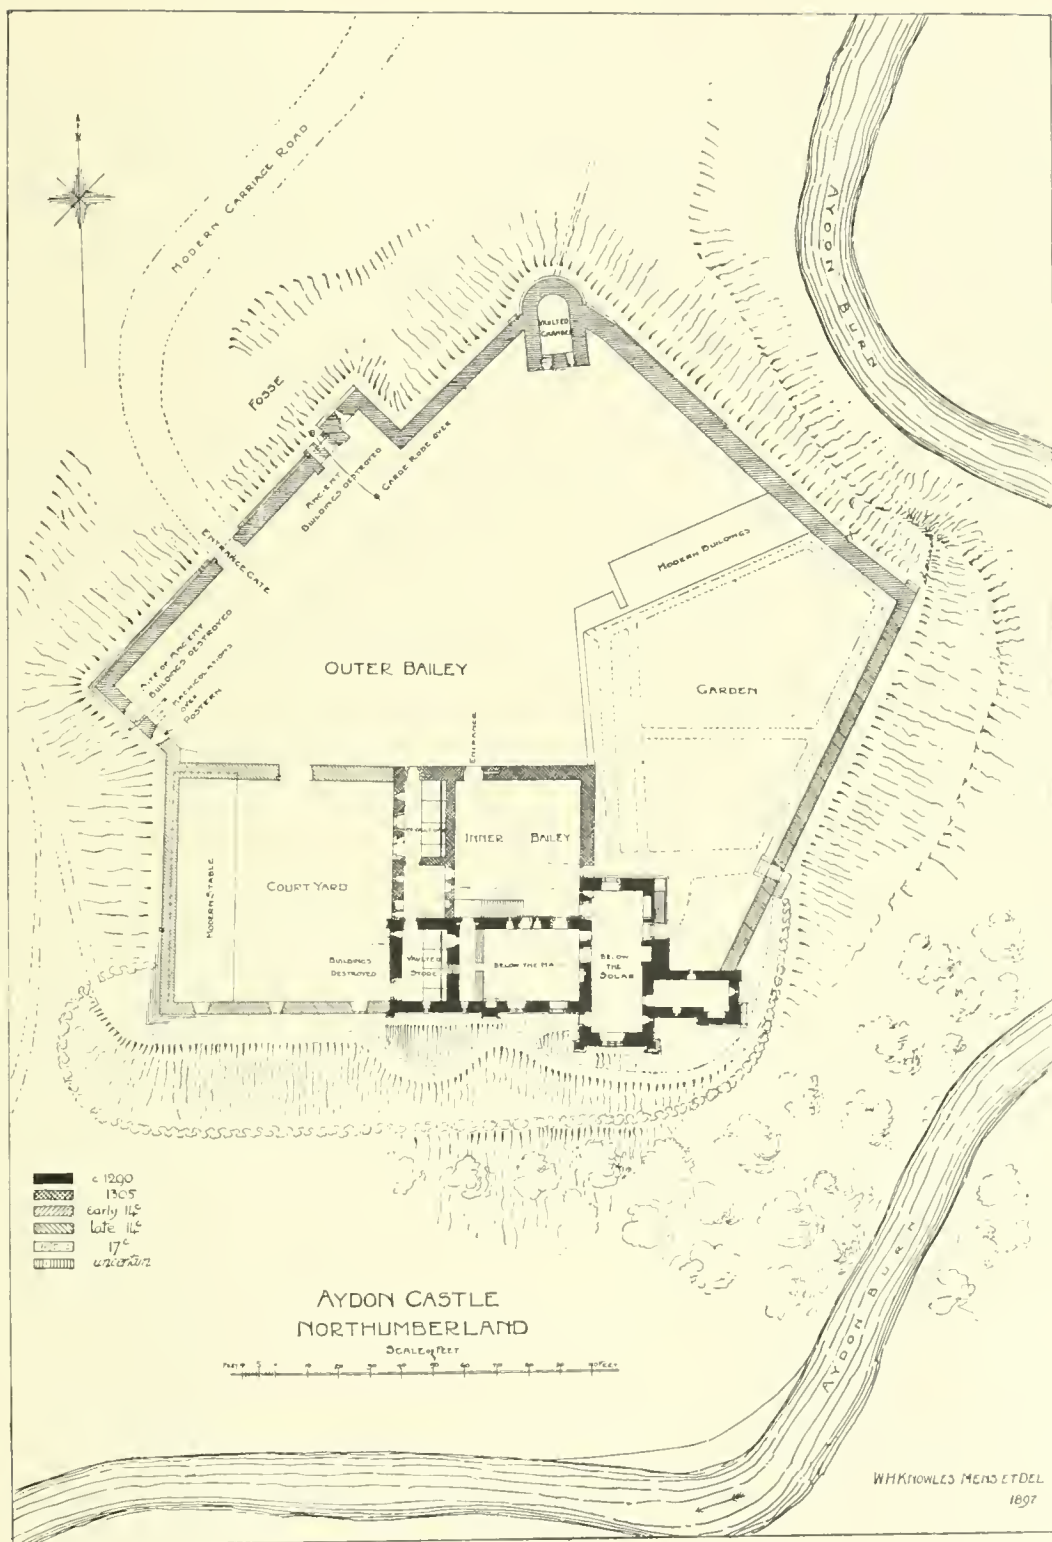 MODERN CARRIAGE ROAD
AYDON BURN
VAULTED
CHAMBER
FOSSE
ANCIENT
BUILDINGS DESTROYED
GARDE ROBE OVER
ENTRANCE GATE
MODERN BUILDINGS
SITE OF ANCIENT
BUILDINGS DESTROYED
MACHICOLATIONS
OVER
POSTERN
OUTER BAILEY
GARDEN
ENTRANCE
INNER BAILEY
MODERN STABLE
COURT YARD
BUILDINGS
DESTROYED
VAULTED
STORE
BELOW THE HALL
BELOW
THE
SOLAR
c 1290
1305
early 14c
late 14c
17c
uncertain
AYDON CASTLE
NORTHUMBERLAND
SCALE of FEET
AYDON BURN
WHKNOWLES MENS ET DEL
1897